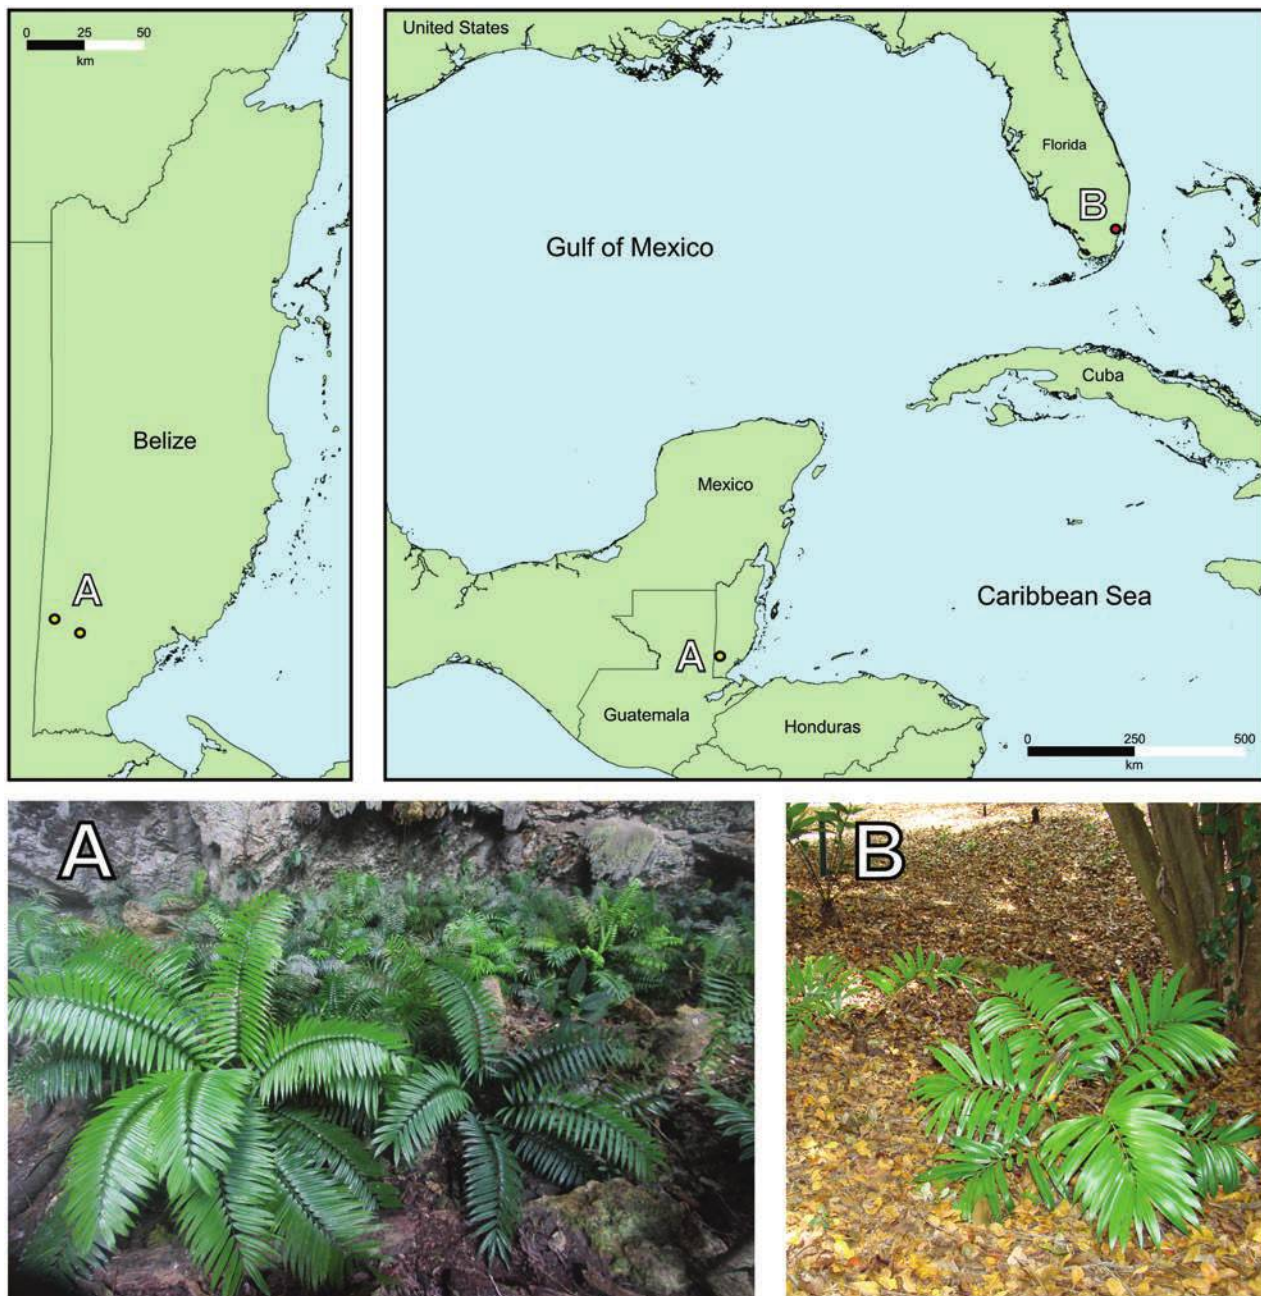 0 25 50
km
Belize
A
United States
Florida
B
Gulf of Mexico
Cuba
Mexico
Caribbean Sea
A
Guatemala
Honduras
0 250 500
km
A
B